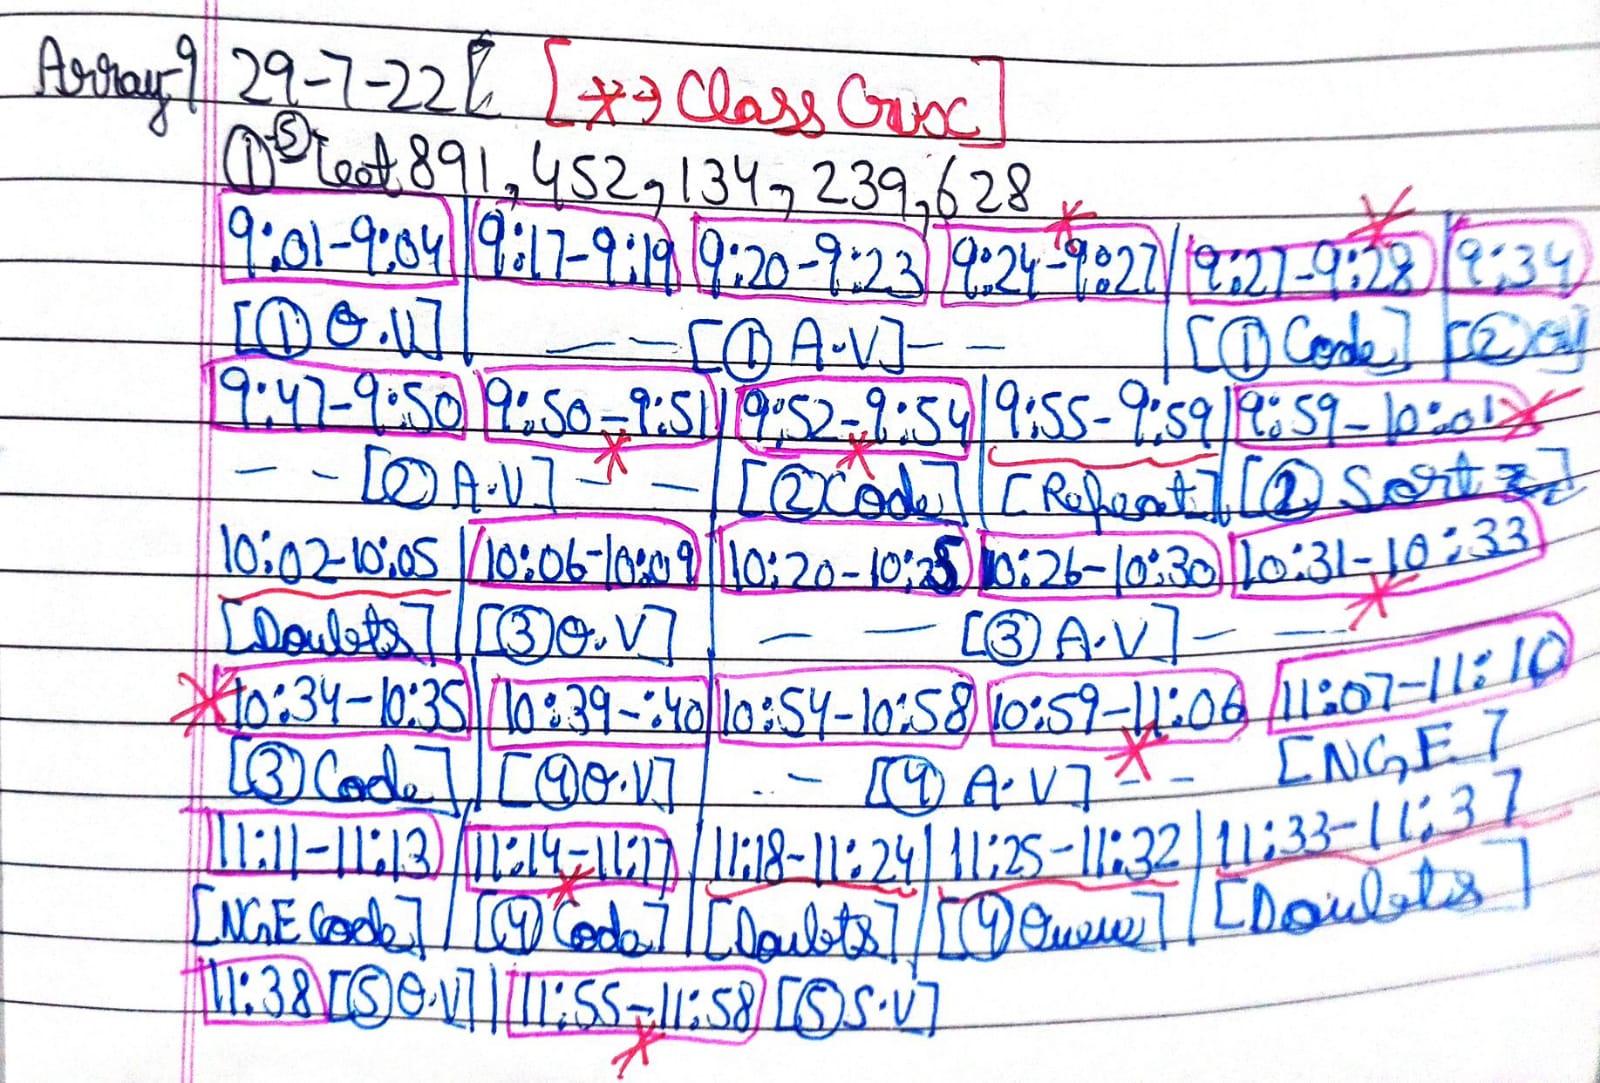 Array-9 29-7-22 [*→ Class Crux]
①⑤ Leet 891, 452, 134, 239, 628
9:01-9:04 | 9:17-9:19 9:20-9:23 9:24-9:27 | 9:27-9:28 | 9:34
[① Q.V] | — — [① A.V] - - | [① Code] | [②
9:47-9:50 9:50-9:51 | 9:52-9:54 | 9:55-9:59 | 9:59-10:01
- - [② A.V] - - | [② Code] | [Repeat] | [② Sort
10:02-10:05 | 10:06-10:09 | 10:20-10:25 10:26-10:30 10:31-10:33
[Doubts] | [③ Q.V] | — — [③ A.V] - —
10:34-10:35 | 10:39-:40 | 10:54-10:58 10:59-11:06 11:07-11:10
[③ Code] | [④ Q.V] | - - [④ A.V] - - [NGE]
11:11-11:13 | 11:14-11:17 | 11:18-11:24 | 11:25-11:32 | 11:33-11:37
[NGE Code] | [④ Code] | [Doubts] | [④ Queue] | [Doubts]
11:38 [⑤ Q.V] | 11:55-11:58 [⑤ S.V]